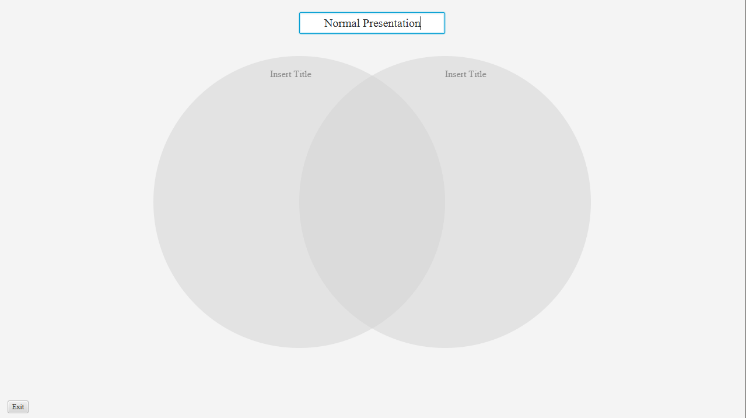 Normal Presentation
Insert Title
Insert Title
Exit